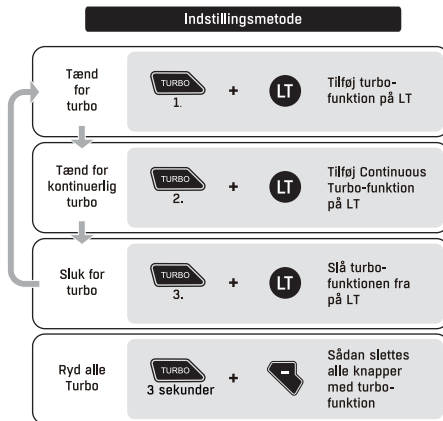 Indstillingsmetode
Tænd
for
turbo
TURBO
1.
+
LT
Tilføj turbo-
funktion på LT
Tænd for
kontinuerlig
turbo
TURBO
2.
+
LT
Tilføj Continuous
Turbo-funktion
på LT
Sluk for
turbo
TURBO
3.
+
LT
Slå turbo-
funktionen fra
på LT
Ryd alle
Turbo
TURBO
3 sekunder
+
−
Sådan slettes
alle knapper
med turbo-
funktion